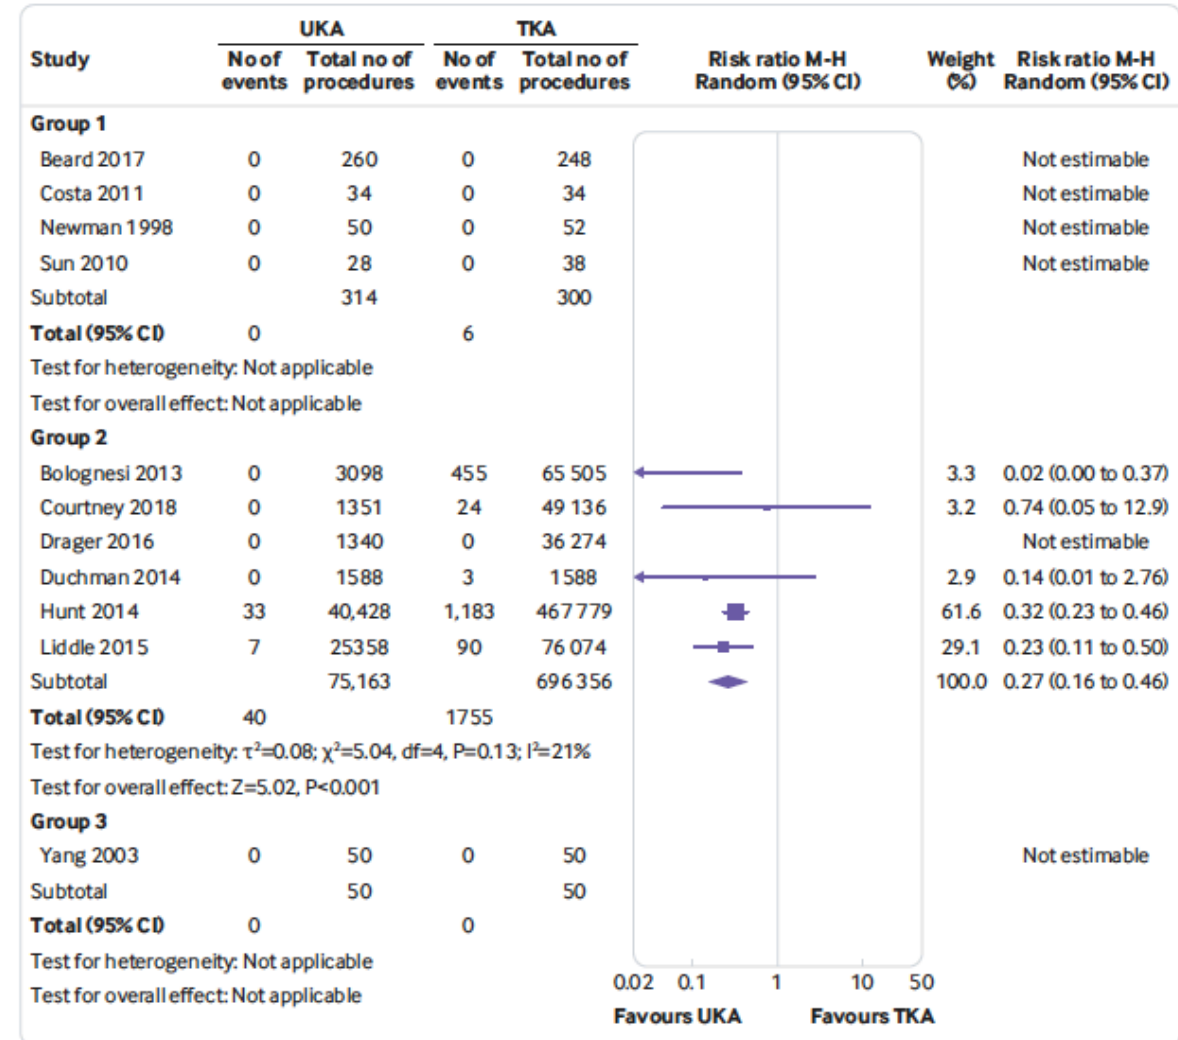 UKA TKA
Study No of events Total no of procedures No of events Total no of procedures Risk ratio M-H Random (95% CI) Weight (%) Risk ratio M-H Random (95% CI)
Group 1
Beard 2017 0 260 0 248 Not estimable
Costa 2011 0 34 0 34 Not estimable
Newman 1998 0 50 0 52 Not estimable
Sun 2010 0 28 0 38 Not estimable
Subtotal 314 300
Total (95% CI) 0 6
Test for heterogeneity: Not applicable
Test for overall effect: Not applicable
Group 2
Bolognesi 2013 0 3098 455 65 505 3.3 0.02 (0.00 to 0.37)
Courtney 2018 0 1351 24 49 136 3.2 0.74 (0.05 to 12.9)
Drager 2016 0 1340 0 36 274 Not estimable
Duchman 2014 0 1588 3 1588 2.9 0.14 (0.01 to 2.76)
Hunt 2014 33 40,428 1,183 467 779 61.6 0.32 (0.23 to 0.46)
Liddle 2015 7 25358 90 76 074 29.1 0.23 (0.11 to 0.50)
Subtotal 75,163 696 356 100.0 0.27 (0.16 to 0.46)
Total (95% CI) 40 1755
Test for heterogeneity: τ²=0.08; χ²=5.04, df=4, P=0.13; I²=21%
Test for overall effect: Z=5.02, P<0.001
Group 3
Yang 2003 0 50 0 50 Not estimable
Subtotal 50 50
Total (95% CI) 0 0
Test for heterogeneity: Not applicable
Test for overall effect: Not applicable
0.02 0.1 1 10 50
Favours UKA Favours TKA